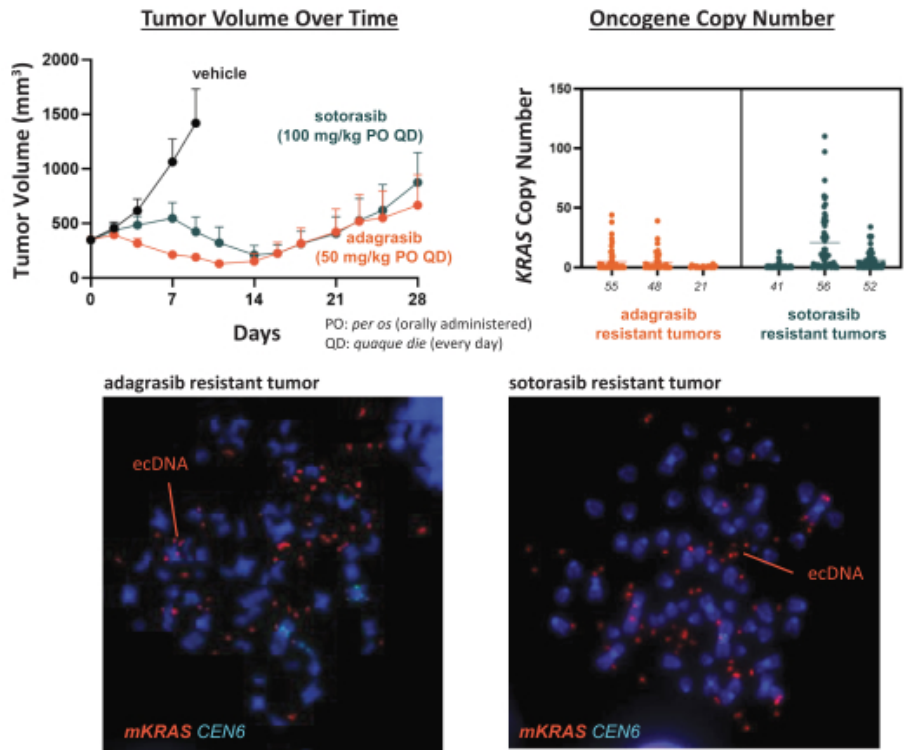 Tumor Volume Over Time
Oncogene Copy Number
Tumor Volume (mm³)
2000
1500
1000
500
0
vehicle
sotorasib
(100 mg/kg PO QD)
adagrasib
(50 mg/kg PO QD)
0
7
14
21
28
Days
PO: per os (orally administered)
QD: quaque die (every day)
KRAS Copy Number
150
100
50
0
55
48
21
41
56
52
adagrasib
resistant tumors
sotorasib
resistant tumors
adagrasib resistant tumor
ecDNA
mKRAS CEN6
sotorasib resistant tumor
ecDNA
mKRAS CEN6